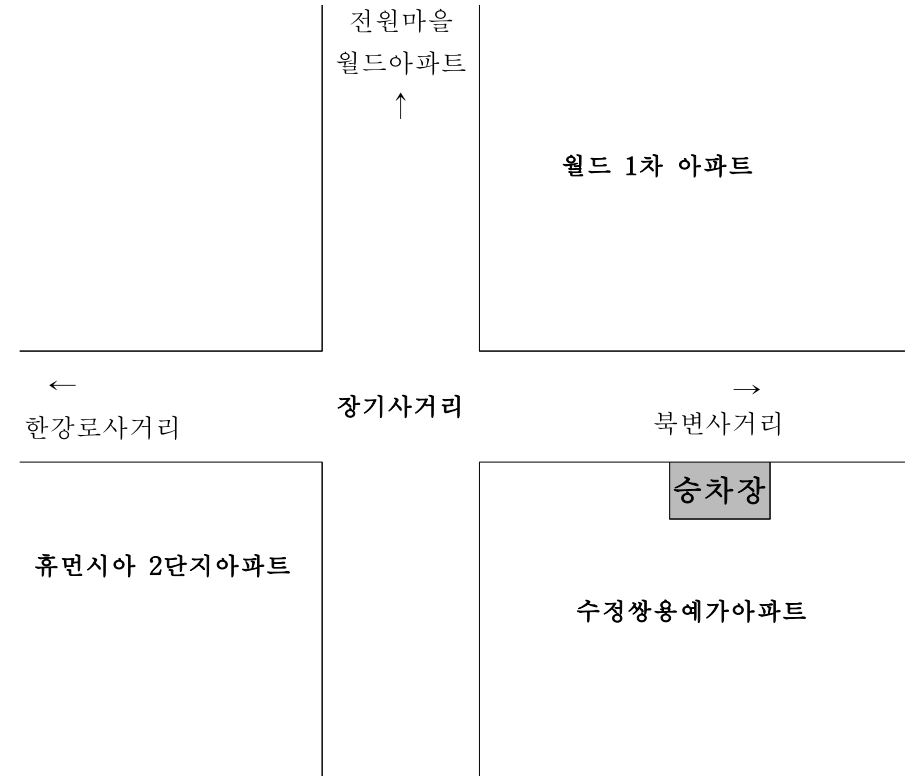 전원마을
월드아파트
↑
월드 1차 아파트
←
→
한강로사거리
장기사거리
북변사거리
승차장
휴먼시아 2단지아파트
수정쌍용예가아파트